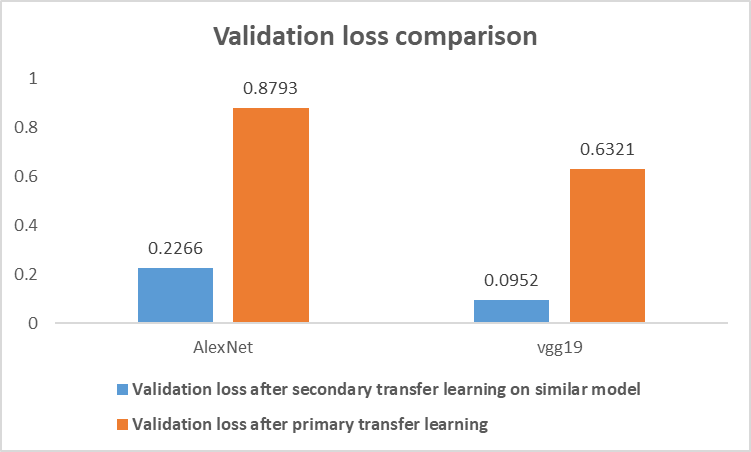 Validation loss comparison
1
0.8793
0.8
0.6321
0.6
0.4
0.2266
0.2
0.0952
0
AlexNet
vgg19
Validation loss after secondary transfer learning on similar model
Validation loss after primary transfer learning